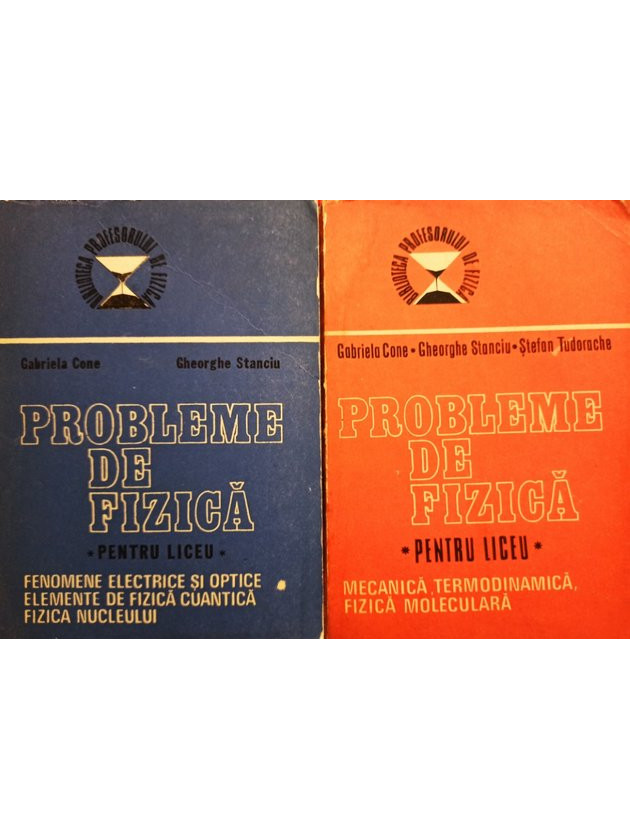 BIBLIOTECA PROFESORULUI DE FIZICĂ
Gabriela Cone Gheorghe Stanciu
PROBLEME
DE
FIZICĂ
* PENTRU LICEU *
FENOMENE ELECTRICE ȘI OPTICE
ELEMENTE DE FIZICĂ CUANTICĂ
FIZICA NUCLEULUI
BIBLIOTECA PROFESORULUI DE FIZICĂ
Gabriela Cone • Gheorghe Stanciu • Ștefan Tudorache
PROBLEME
DE
FIZICĂ
* PENTRU LICEU *
MECANICĂ, TERMODINAMICĂ,
FIZICĂ MOLECULARĂ